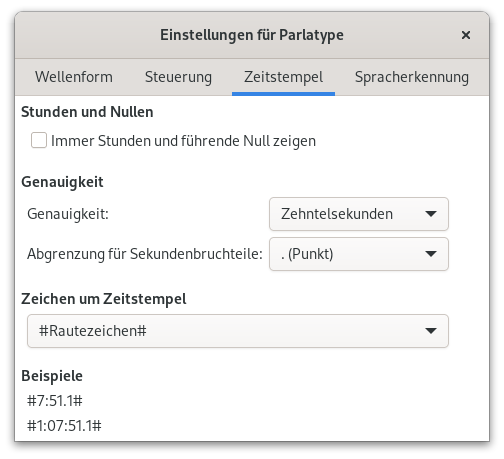 Einstellungen für Parlatype
Wellenform Steuerung Zeitstempel Spracherkennung
Stunden und Nullen
Immer Stunden und führende Null zeigen
Genauigkeit
Genauigkeit: Zehntelsekunden
Abgrenzung für Sekundenbruchteile: . (Punkt)
Zeichen um Zeitstempel
#Rautezeichen#
Beispiele
#7:51.1#
#1:07:51.1#